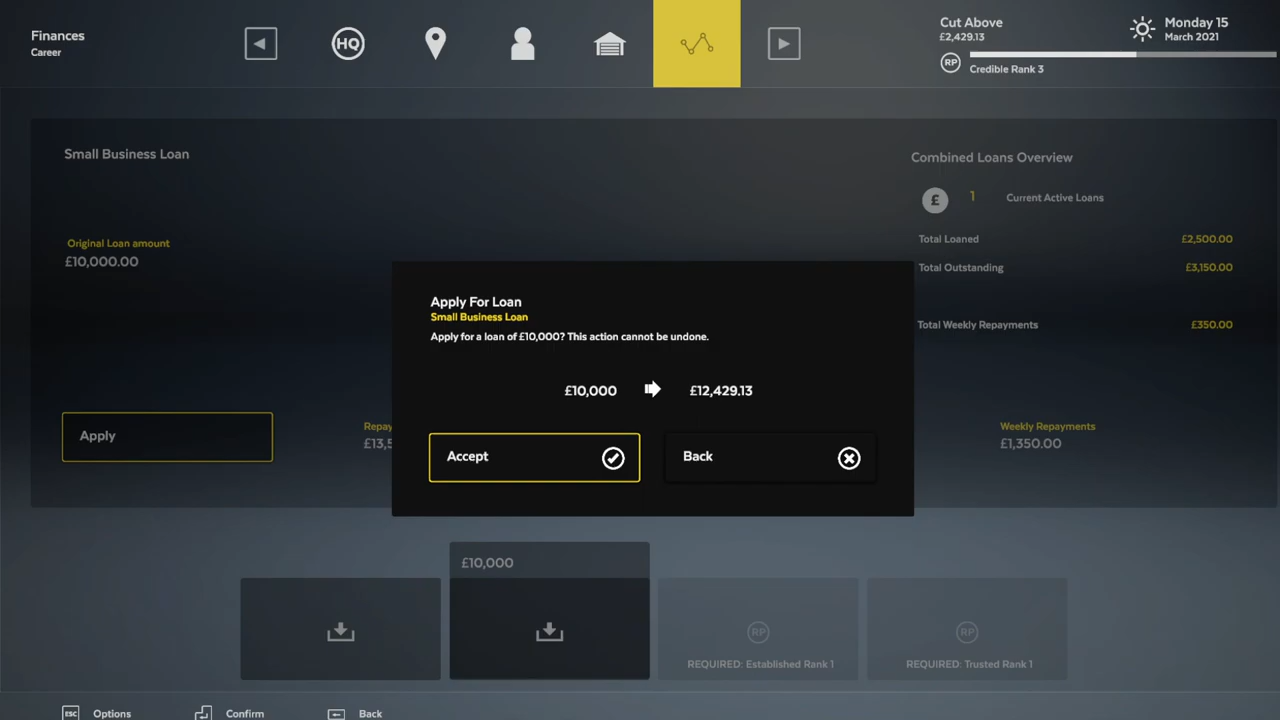 Finances
Career
HQ
Cut Above
£2,429.13
RP
Credible Rank 3
Monday 15
March 2021
Small Business Loan
Original Loan amount
£10,000.00
Apply
Combined Loans Overview
£ 1 Current Active Loans
Total Loaned £2,500.00
Total Outstanding £3,150.00
Total Weekly Repayments £350.00
Weekly Repayments
£1,350.00
Apply For Loan
Small Business Loan
Apply for a loan of £10,000? This action cannot be undone.
£10,000 £12,429.13
Accept
Back
£10,000
RP
REQUIRED: Established Rank 1
RP
REQUIRED: Trusted Rank 1
ESC Options
Confirm
Back